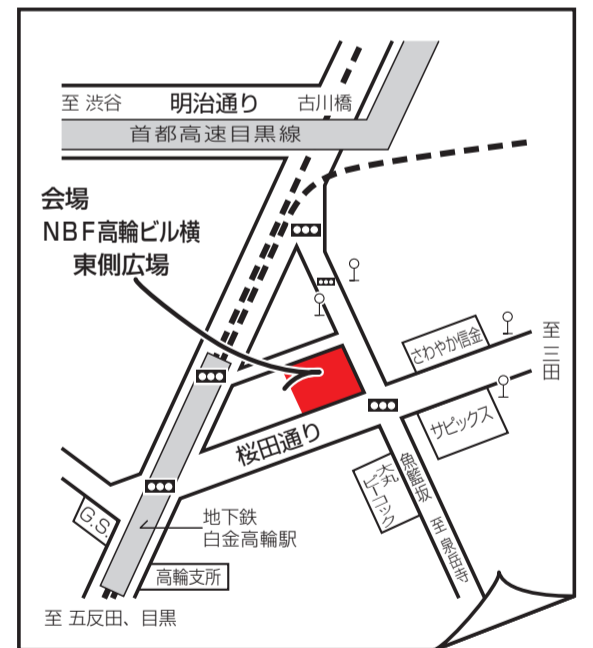 至 渋谷
明治通り
古川橋
首都高速目黒線
会場
NBF高輪ビル横
東側広場
さわやか信金
至 三田
サピックス
桜田通り
大丸
ピーコック
魚籃坂
至 泉岳寺
G.S.
地下鉄
白金高輪駅
高輪支所
至 五反田、目黒